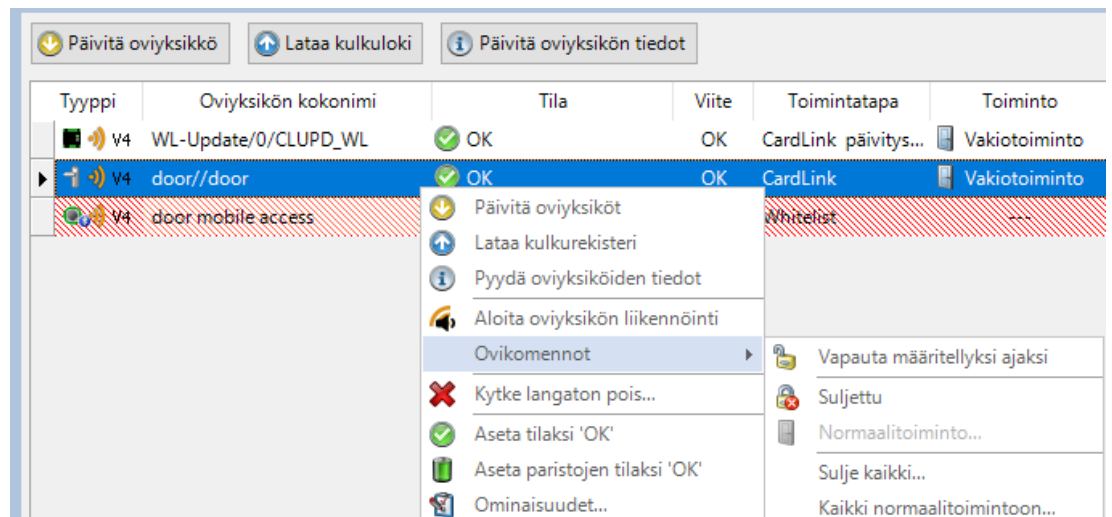 Päivitä oviyksikkö Lataa kulkuloki Päivitä oviyksikön tiedot
Tyyppi Oviyksikön kokonimi Tila Viite Toimintatapa Toiminto
V4 WL-Update/0/CLUPD_WL OK OK CardLink päivitys... Vakiotoiminto
V4 door//door OK OK CardLink Vakiotoiminto
V4 door mobile access Whitelist ---
Päivitä oviyksiköt
Lataa kulkurekisteri
Pyydä oviyksiköiden tiedot
Aloita oviyksikön liikennöinti
Ovikomennot
Kytke langaton pois...
Aseta tilaksi 'OK'
Aseta paristojen tilaksi 'OK'
Ominaisuudet...
Vapauta määritellyksi ajaksi
Suljettu
Normaalitoiminto...
Sulje kaikki...
Kaikki normaalitoimintoon...